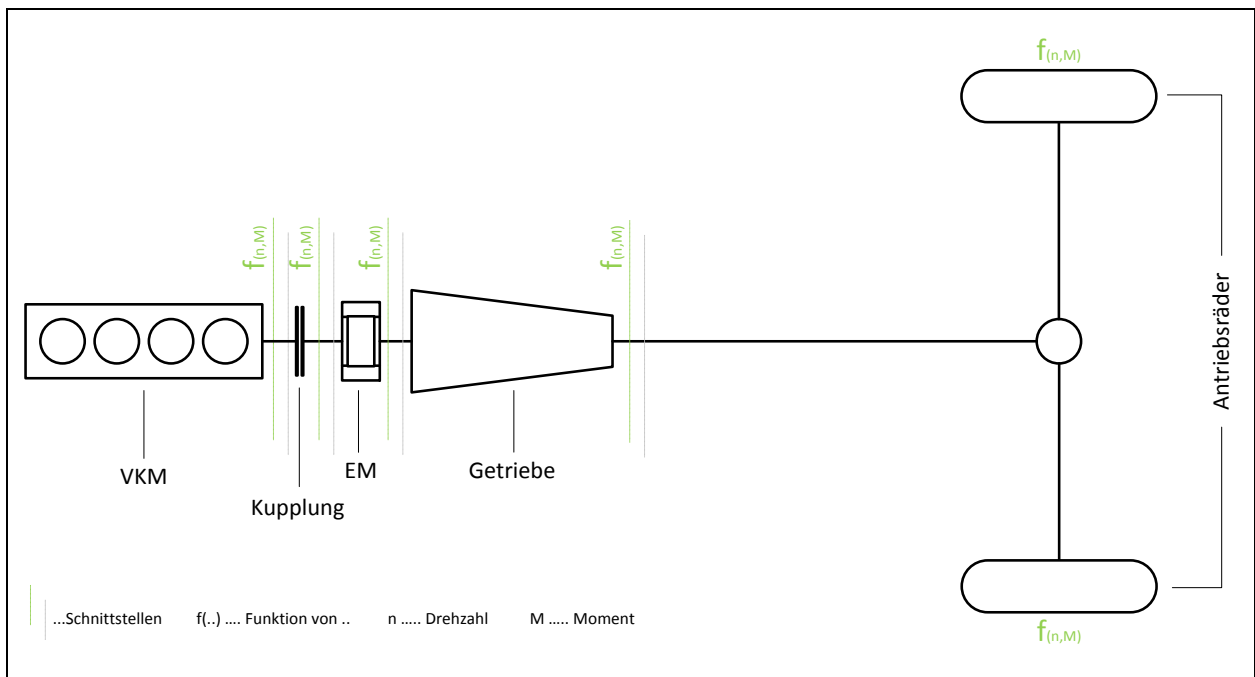 f(n,M)
f(n,M)
f(n,M)
f(n,M)
f(n,M)
Antriebsräder
VKM
Kupplung
EM
Getriebe
f(n,M)
...Schnittstellen f(..) .... Funktion von .. n ..... Drehzahl M ..... Moment